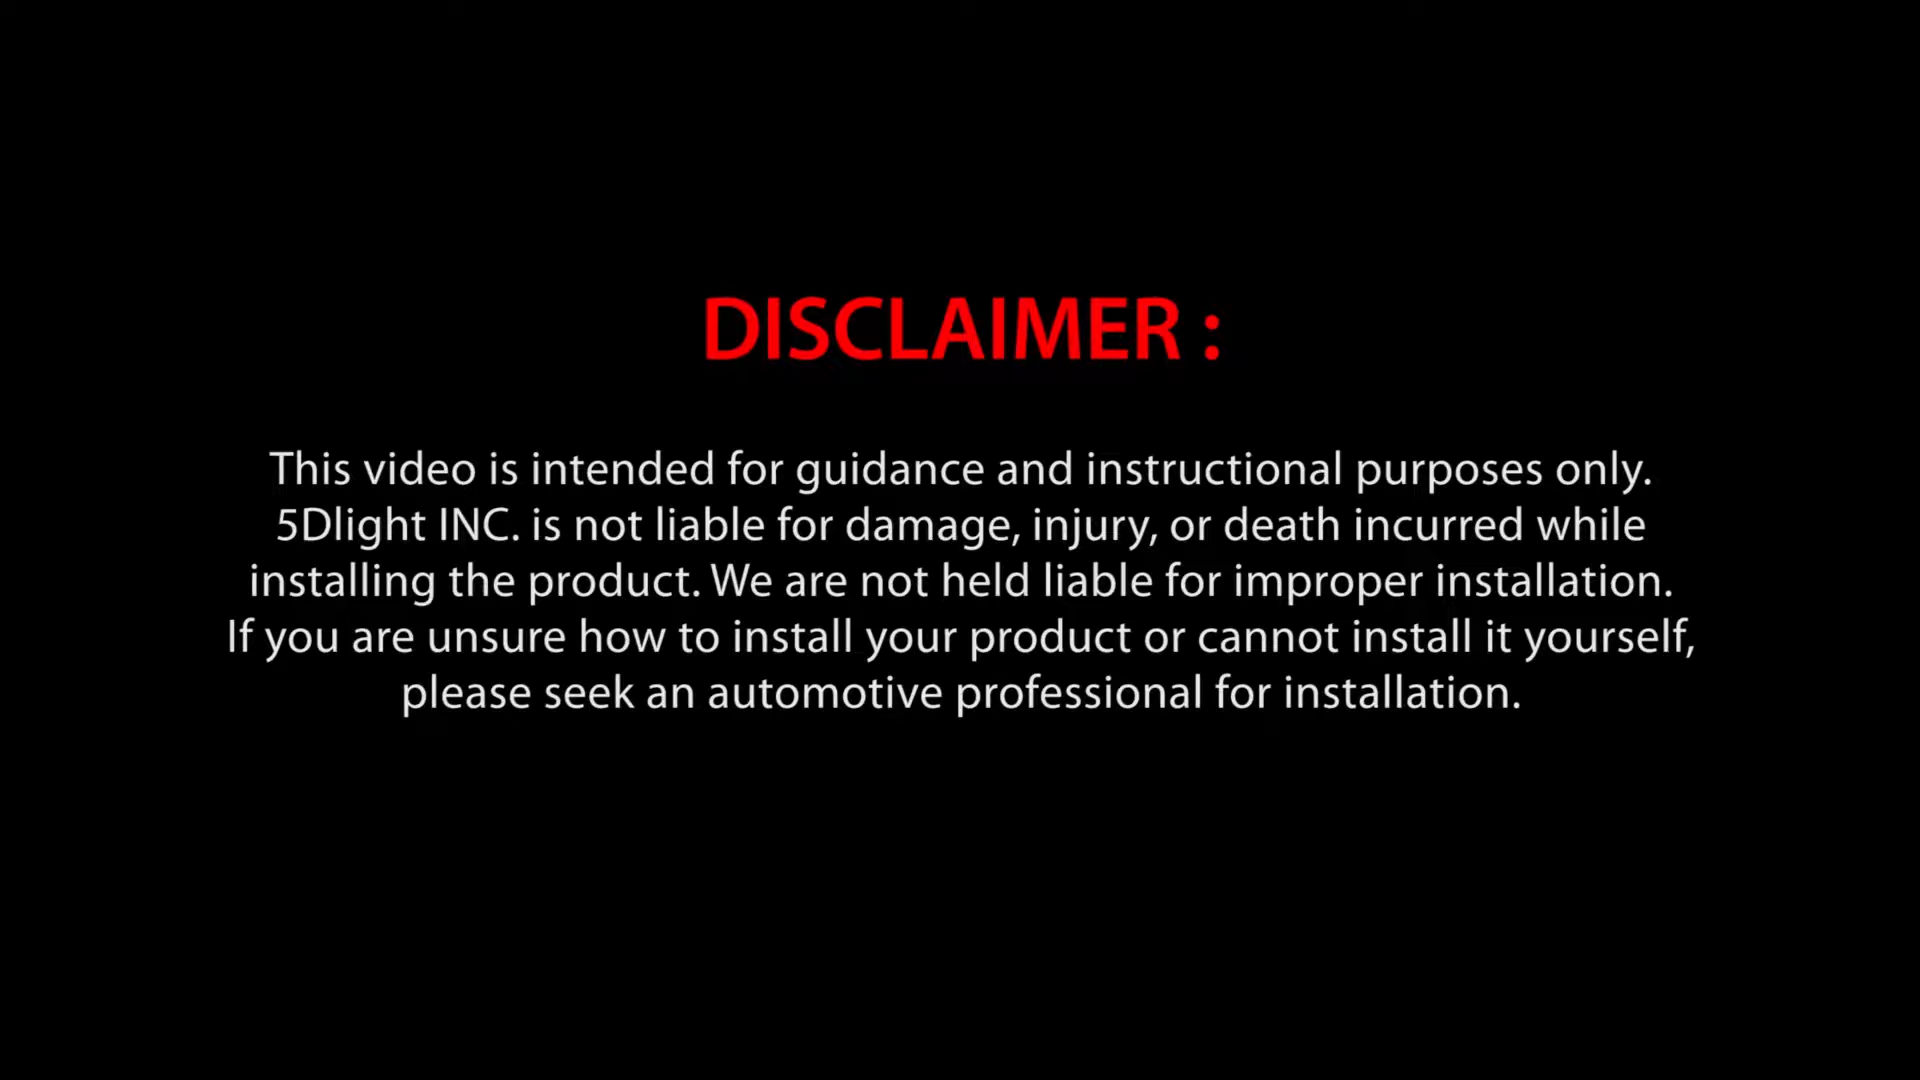 DISCLAIMER :
This video is intended for guidance and instructional purposes only.
5Dlight INC. is not liable for damage, injury, or death incurred while
installing the product. We are not held liable for improper installation.
If you are unsure how to install your product or cannot install it yourself,
please seek an automotive professional for installation.